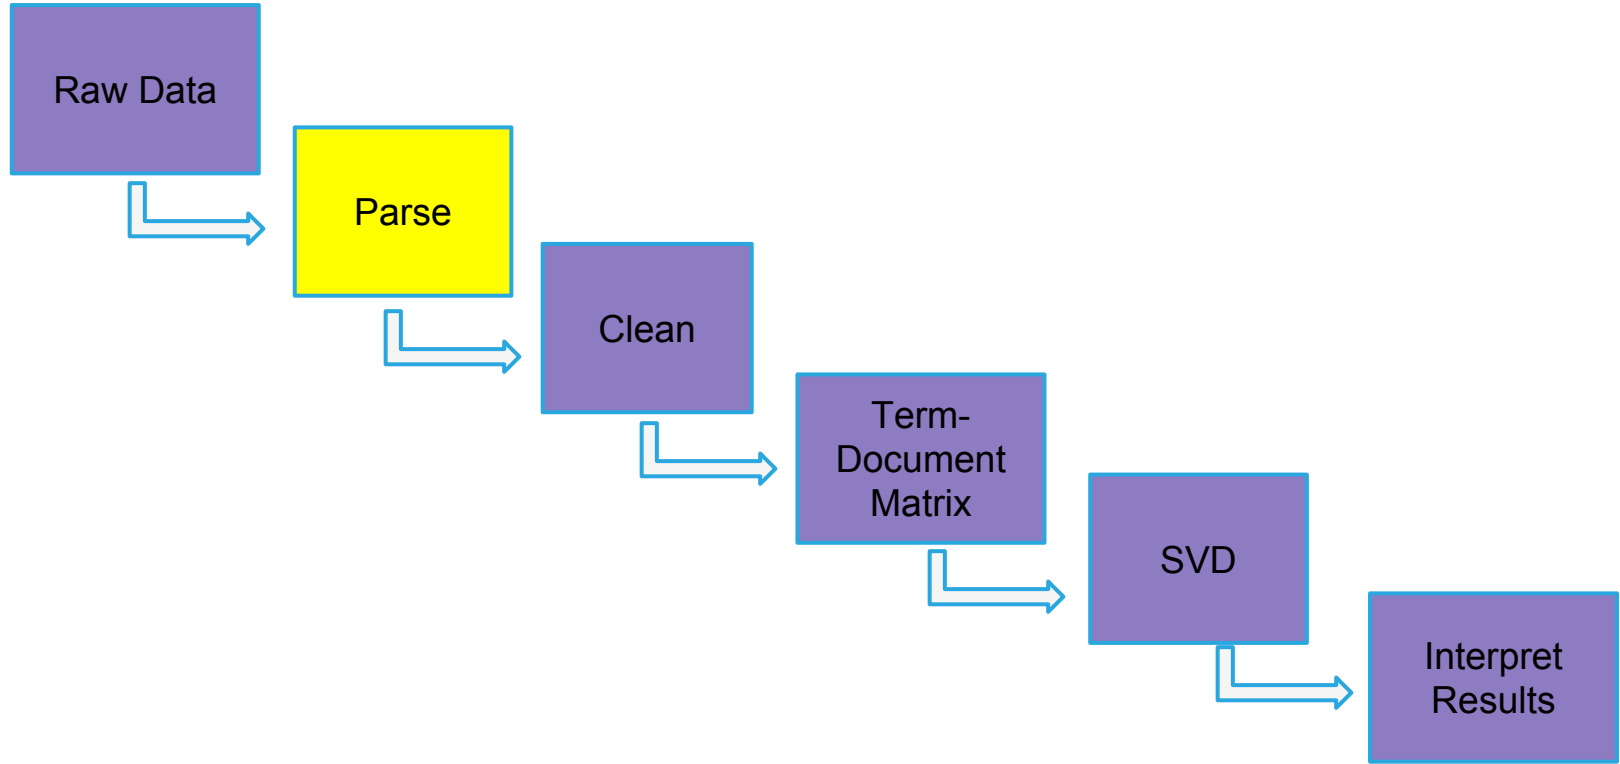 Raw Data
Parse
Clean
Term-
Document
Matrix
SVD
Interpret
Results